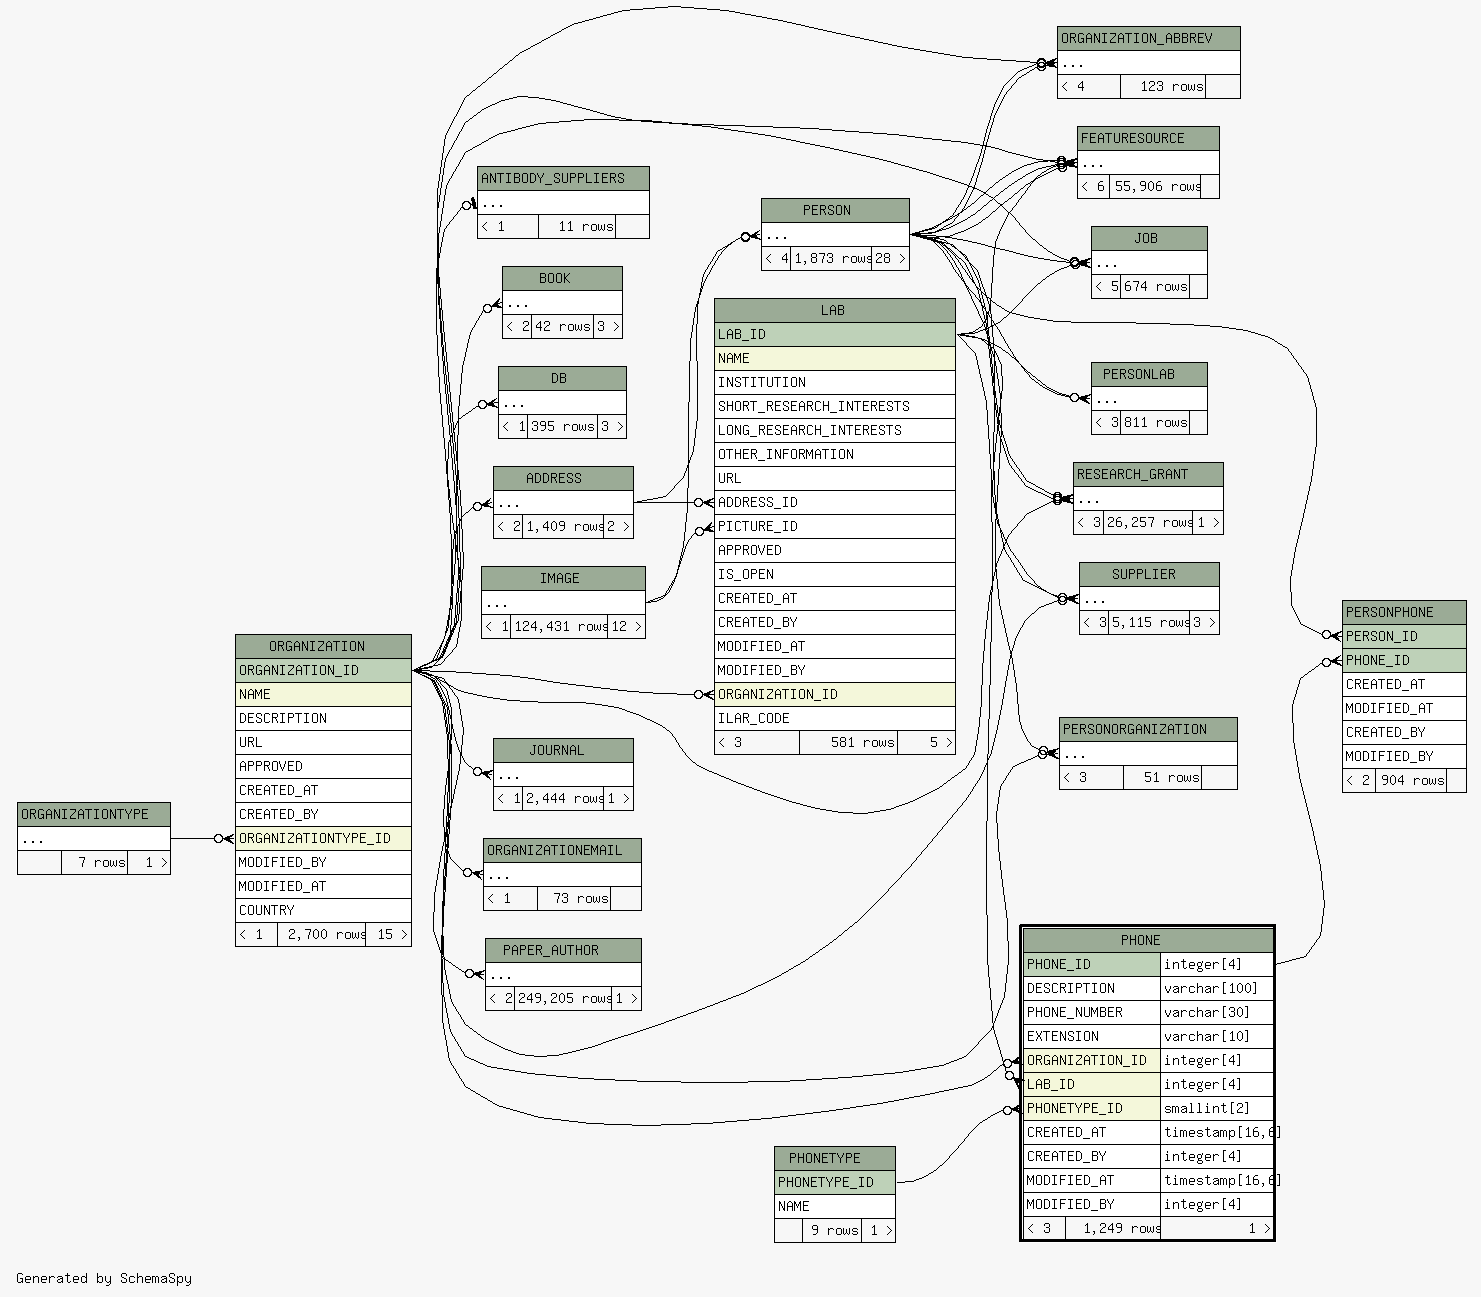 ORGANIZATION_ABBREV
...
< 4 123 rows
FEATURESOURCE
...
< 6 55,906 rows
ANTIBODY_SUPPLIERS
...
< 1 11 rows
PERSON
...
< 4 1,873 rows 28 >
JOB
...
< 5 674 rows
BOOK
...
< 2 42 rows 3 >
DB
...
< 1 395 rows 3 >
ADDRESS
...
< 2 1,409 rows 2 >
IMAGE
...
< 1 124,431 rows 12 >
LAB
LAB_ID
NAME
INSTITUTION
SHORT_RESEARCH_INTERESTS
LONG_RESEARCH_INTERESTS
OTHER_INFORMATION
URL
ADDRESS_ID
PICTURE_ID
APPROVED
IS_OPEN
CREATED_AT
CREATED_BY
MODIFIED_AT
MODIFIED_BY
ORGANIZATION_ID
ILAR_CODE
< 3 581 rows 5 >
PERSONLAB
...
< 3 811 rows
RESEARCH_GRANT
...
< 3 26,257 rows 1 >
SUPPLIER
...
< 3 5,115 rows 3 >
PERSONPHONE
PERSON_ID
PHONE_ID
CREATED_AT
MODIFIED_AT
CREATED_BY
MODIFIED_BY
< 2 904 rows
ORGANIZATION
ORGANIZATION_ID
NAME
DESCRIPTION
URL
APPROVED
CREATED_AT
CREATED_BY
ORGANIZATIONTYPE_ID
MODIFIED_BY
MODIFIED_AT
COUNTRY
< 1 2,700 rows 15 >
ORGANIZATIONTYPE
...
7 rows 1 >
JOURNAL
...
< 1 2,444 rows 1 >
ORGANIZATIONEMAIL
...
< 1 73 rows
PAPER_AUTHOR
...
< 2 249,205 rows 1 >
PERSONORGANIZATION
...
< 3 51 rows
PHONE
PHONE_ID integer[4]
DESCRIPTION varchar[100]
PHONE_NUMBER varchar[30]
EXTENSION varchar[10]
ORGANIZATION_ID integer[4]
LAB_ID integer[4]
PHONETYPE_ID smallint[2]
CREATED_AT timestamp[16,6]
CREATED_BY integer[4]
MODIFIED_AT timestamp[16,6]
MODIFIED_BY integer[4]
< 3 1,249 rows 1 >
PHONETYPE
PHONETYPE_ID
NAME
9 rows 1 >
Generated by SchemaSpy